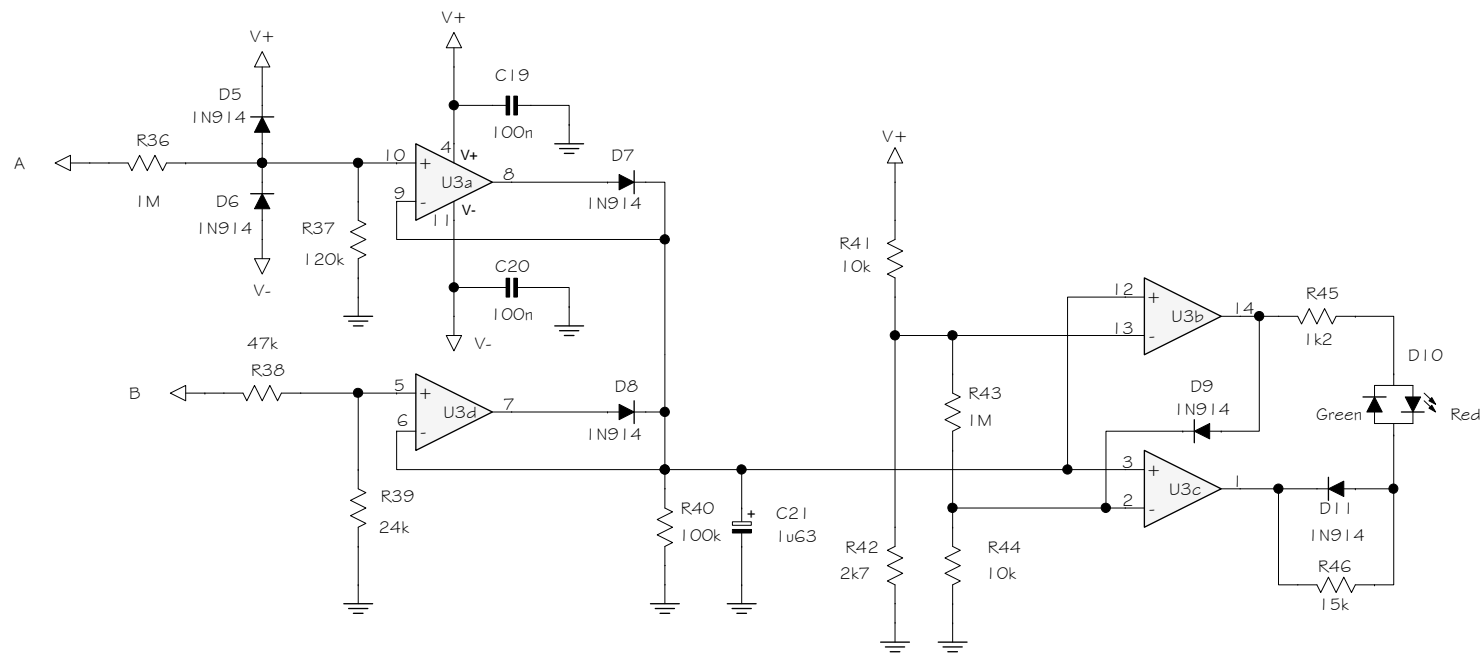 V+
V+
C19
100n
D5
1N914
R36
1M
A
D6
1N914
V-
R37
120k
10
9
4
V+
U3a
8
V-
11
D7
1N914
C20
100n
V-
47k
R38
B
5
6
U3d
7
D8
1N914
R39
24k
R40
100k
C21
1u63
+
V+
R41
10k
R42
2k7
R43
1M
R44
10k
12
13
U3b
14
R45
1k2
D10
Green
Red
D9
1N914
3
2
U3c
1
D11
1N914
R46
15k